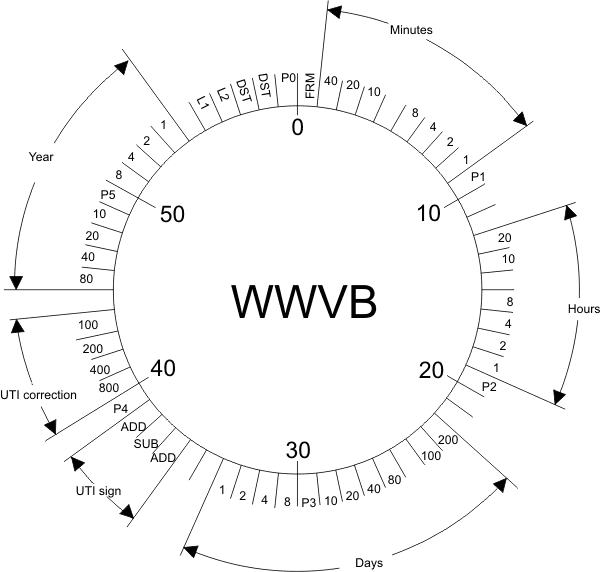 Minutes
FRM
40
20
10
8
4
2
1
P1
Hours
20
10
8
4
2
1
P2
Days
200
100
80
40
20
10
P3
8
4
2
1
UTI sign
ADD
SUB
ADD
P4
UTI correction
800
400
200
100
Year
80
40
20
10
P5
8
4
2
1
L1
L2
DST
DST
P0
0
10
20
30
40
50
WWVB